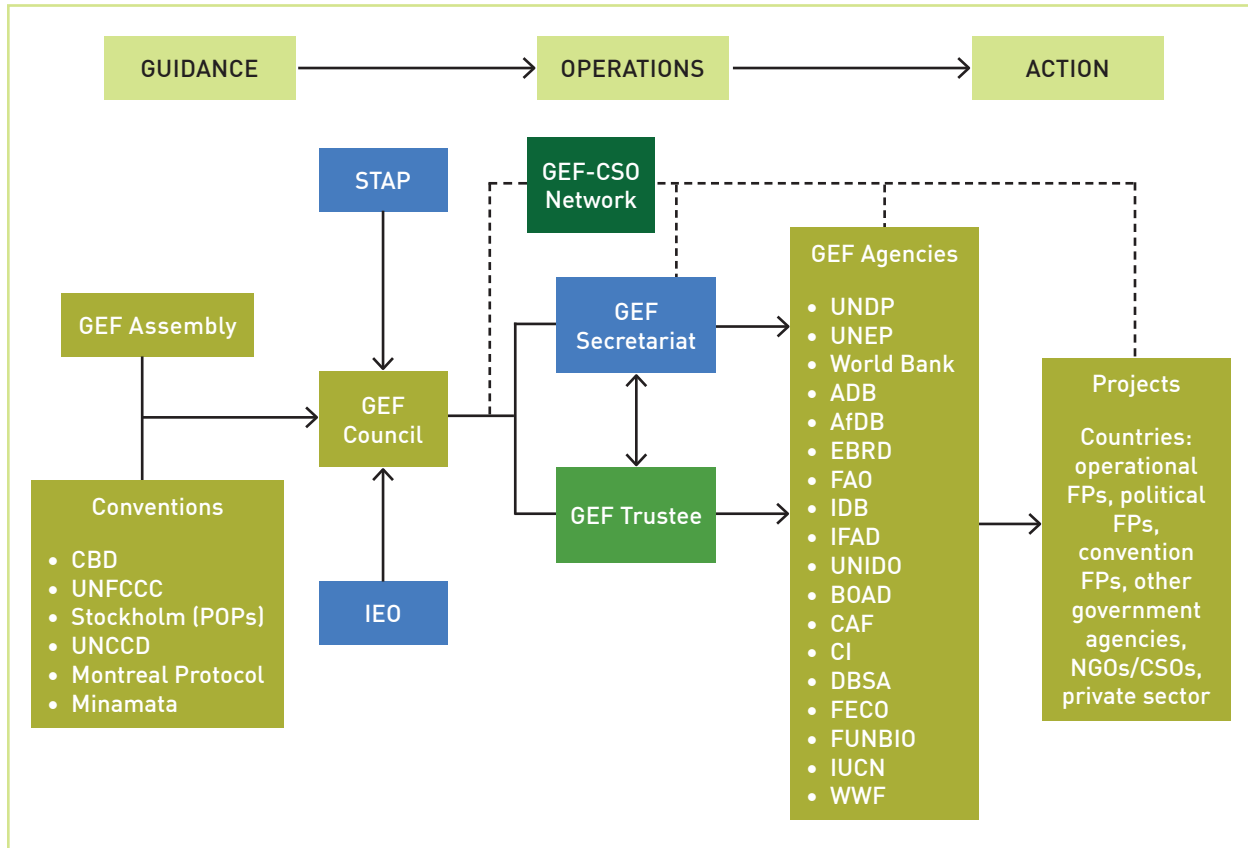 GUIDANCE
OPERATIONS
ACTION
STAP
GEF-CSO
Network
GEF Assembly
Conventions
• CBD
• UNFCCC
• Stockholm (POPs)
• UNCCD
• Montreal Protocol
• Minamata
GEF
Council
IEO
GEF
Secretariat
GEF Trustee
GEF Agencies
• UNDP
• UNEP
• World Bank
• ADB
• AfDB
• EBRD
• FAO
• IDB
• IFAD
• UNIDO
• BOAD
• CAF
• CI
• DBSA
• FECO
• FUNBIO
• IUCN
• WWF
Projects
Countries:
operational
FPs, political
FPs,
convention
FPs, other
government
agencies,
NGOs/CSOs,
private sector